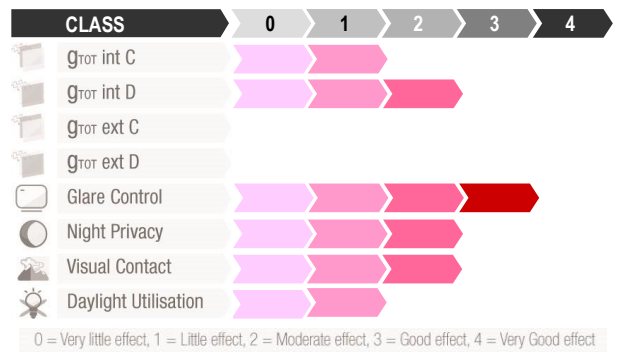 CLASS 0 1 2 3 4
gTOT int C
gTOT int D
gTOT ext C
gTOT ext D
Glare Control
Night Privacy
Visual Contact
Daylight Utilisation
0 = Very little effect, 1 = Little effect, 2 = Moderate effect, 3 = Good effect, 4 = Very Good effect